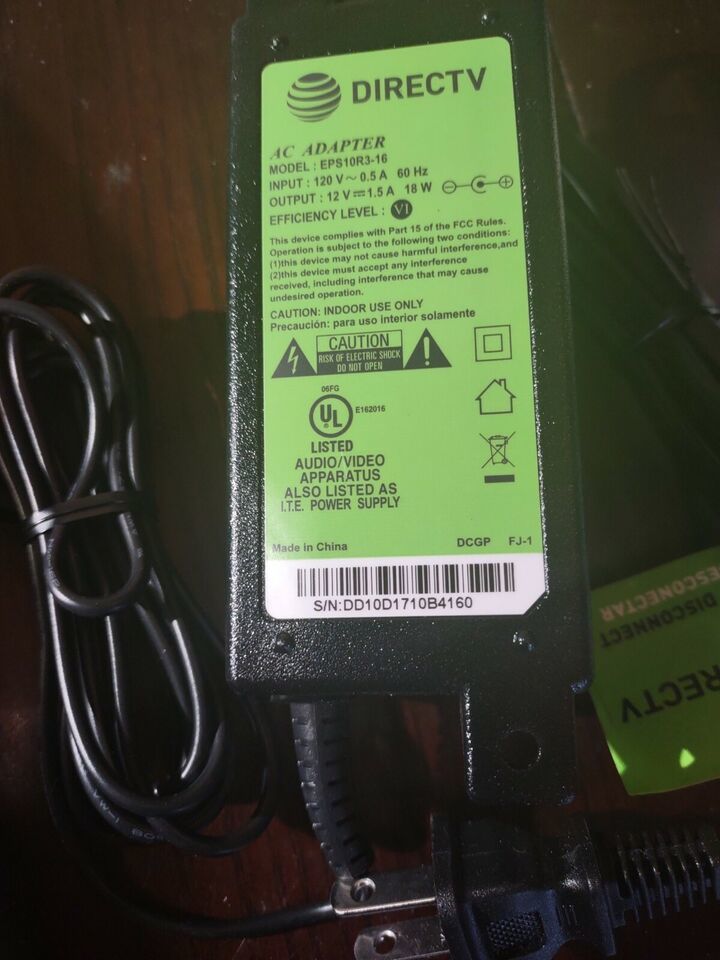 DIRECTV
AC ADAPTER
MODEL : EPS10R3-16
INPUT : 120 V ~ 0.5 A 60 Hz
OUTPUT : 12 V ⎓ 1.5 A 18 W
EFFICIENCY LEVEL : VI
This device complies with Part 15 of the FCC Rules.
Operation is subject to the following two conditions:
(1)this device may not cause harmful interference,and
(2)this device must accept any interference
received, including interference that may cause
undesired operation.
CAUTION: INDOOR USE ONLY
Precaución: para uso interior solamente
CAUTION
RISK OF ELECTRIC SHOCK
DO NOT OPEN
06FG
UL
E162016
LISTED
AUDIO/VIDEO
APPARATUS
ALSO LISTED AS
I.T.E. POWER SUPPLY
Made in China DCGP FJ-1
S/N:DD10D1710B4160
DISCONNECT